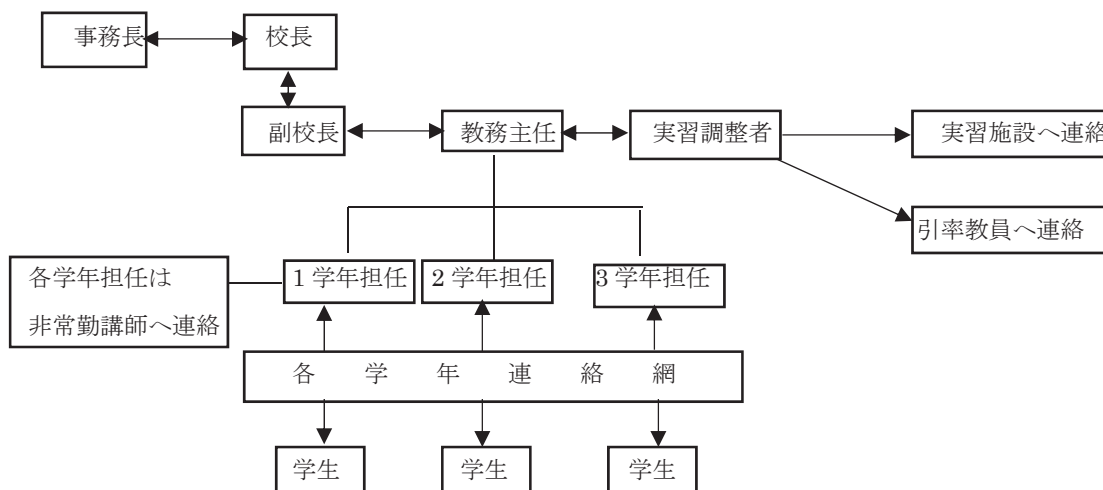 事務長
校長
副校長
教務主任
実習調整者
実習施設へ連絡
引率教員へ連絡
各学年担任は
非常勤講師へ連絡
1 学年担任
2 学年担任
3 学年担任
各学年連絡網
学生
学生
学生